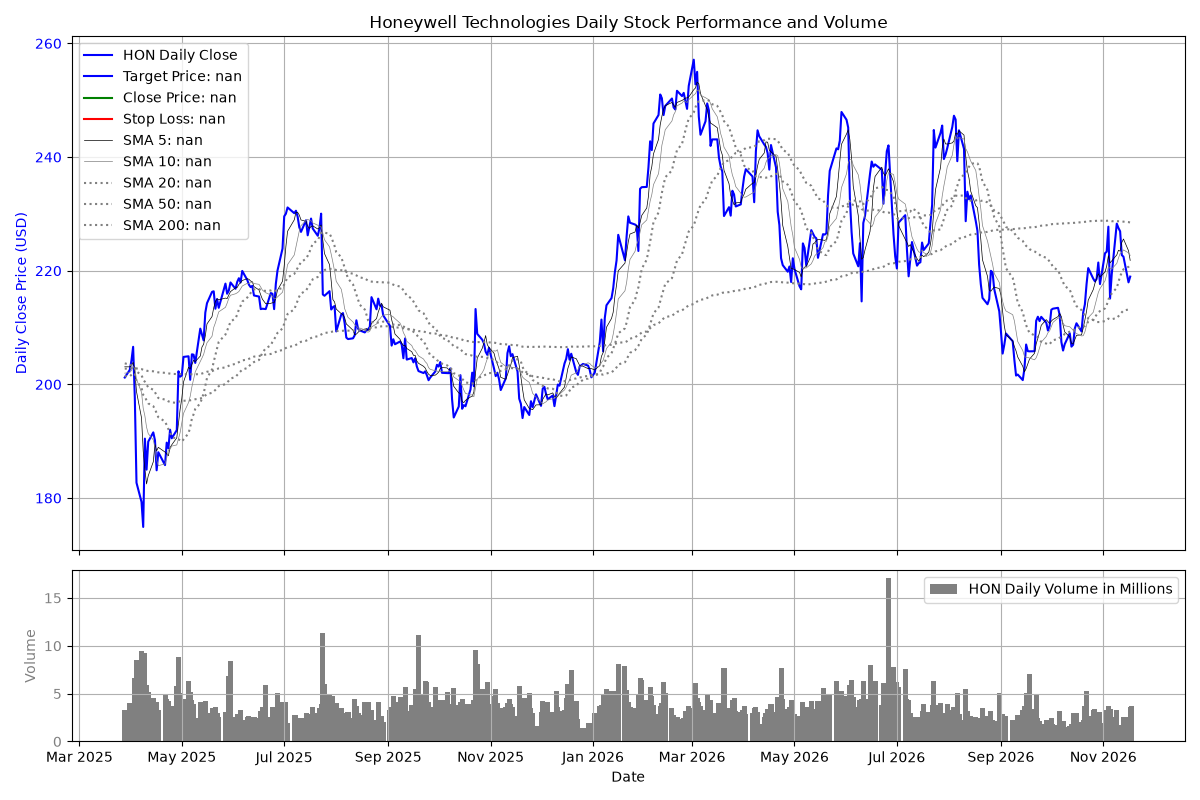 Honeywell Technologies Daily Stock Performance and Volume
260
240
220
200
180
Daily Close Price (USD)
HON Daily Close
Target Price: nan
Close Price: nan
Stop Loss: nan
SMA 5: nan
SMA 10: nan
SMA 20: nan
SMA 50: nan
SMA 200: nan
15
10
5
0
Volume
HON Daily Volume in Millions
Mar 2025 May 2025 Jul 2025 Sep 2025 Nov 2025 Jan 2026 Mar 2026 May 2026 Jul 2026 Sep 2026 Nov 2026
Date